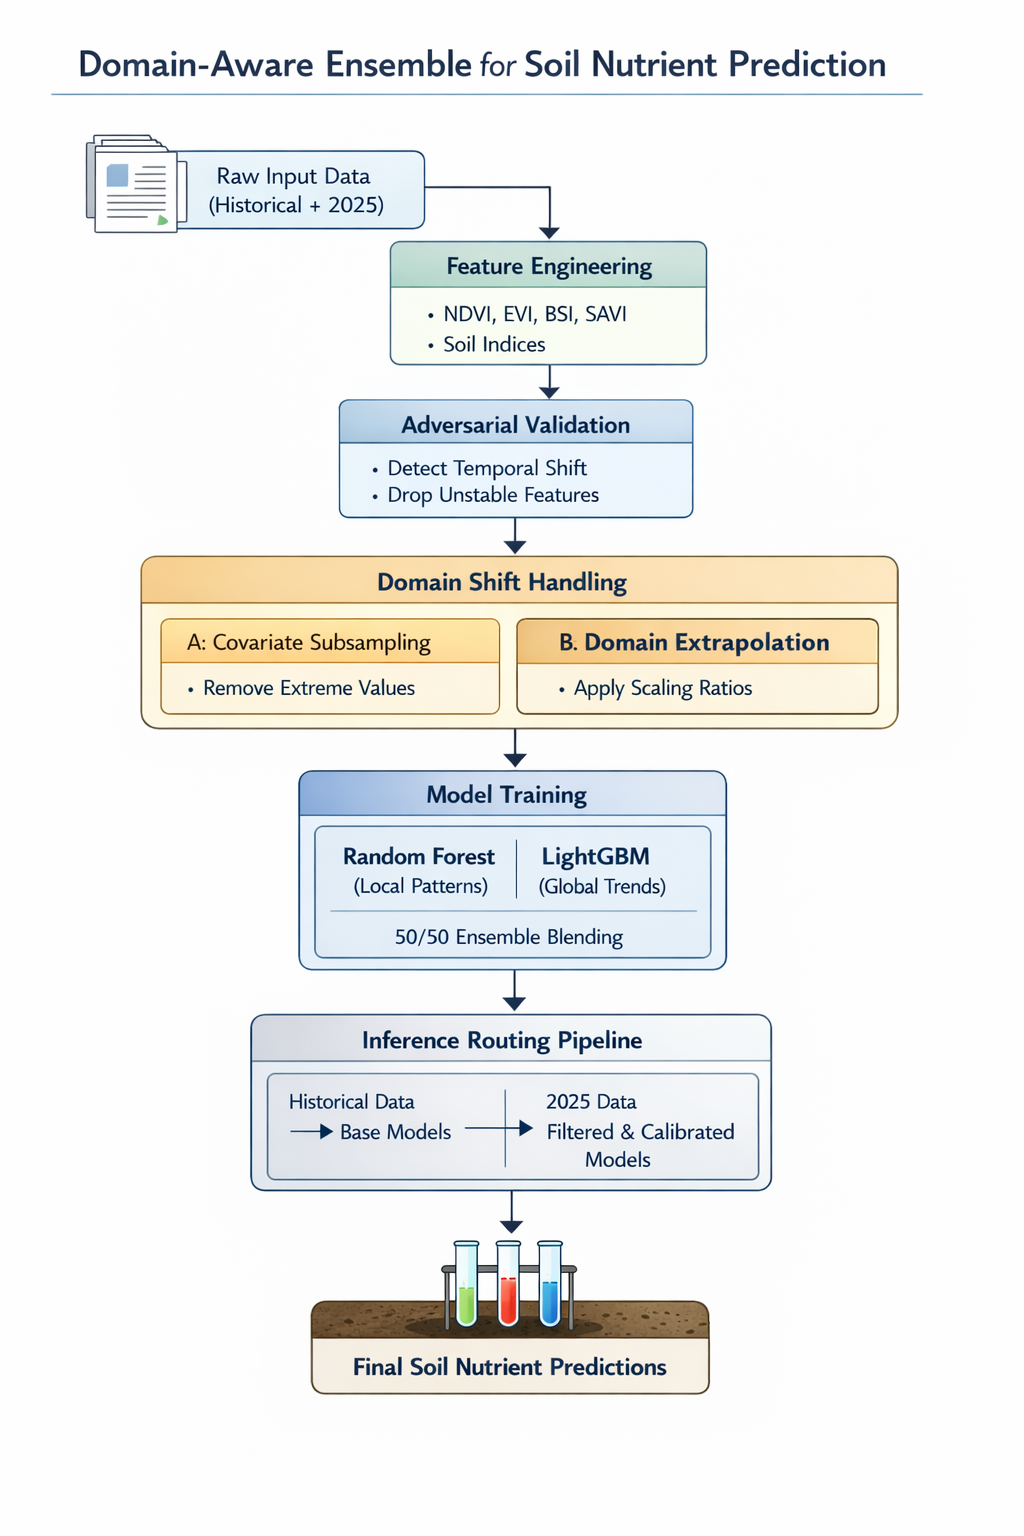 Domain-Aware Ensemble for Soil Nutrient Prediction
Raw Input Data
(Historical + 2025)
Feature Engineering
• NDVI, EVI, BSI, SAVI
• Soil Indices
Adversarial Validation
• Detect Temporal Shift
• Drop Unstable Features
Domain Shift Handling
A: Covariate Subsampling
• Remove Extreme Values
B. Domain Extrapolation
• Apply Scaling Ratios
Model Training
Random Forest
(Local Patterns)
LightGBM
(Global Trends)
50/50 Ensemble Blending
Inference Routing Pipeline
Historical Data
Base Models
2025 Data
Filtered & Calibrated
Models
Final Soil Nutrient Predictions